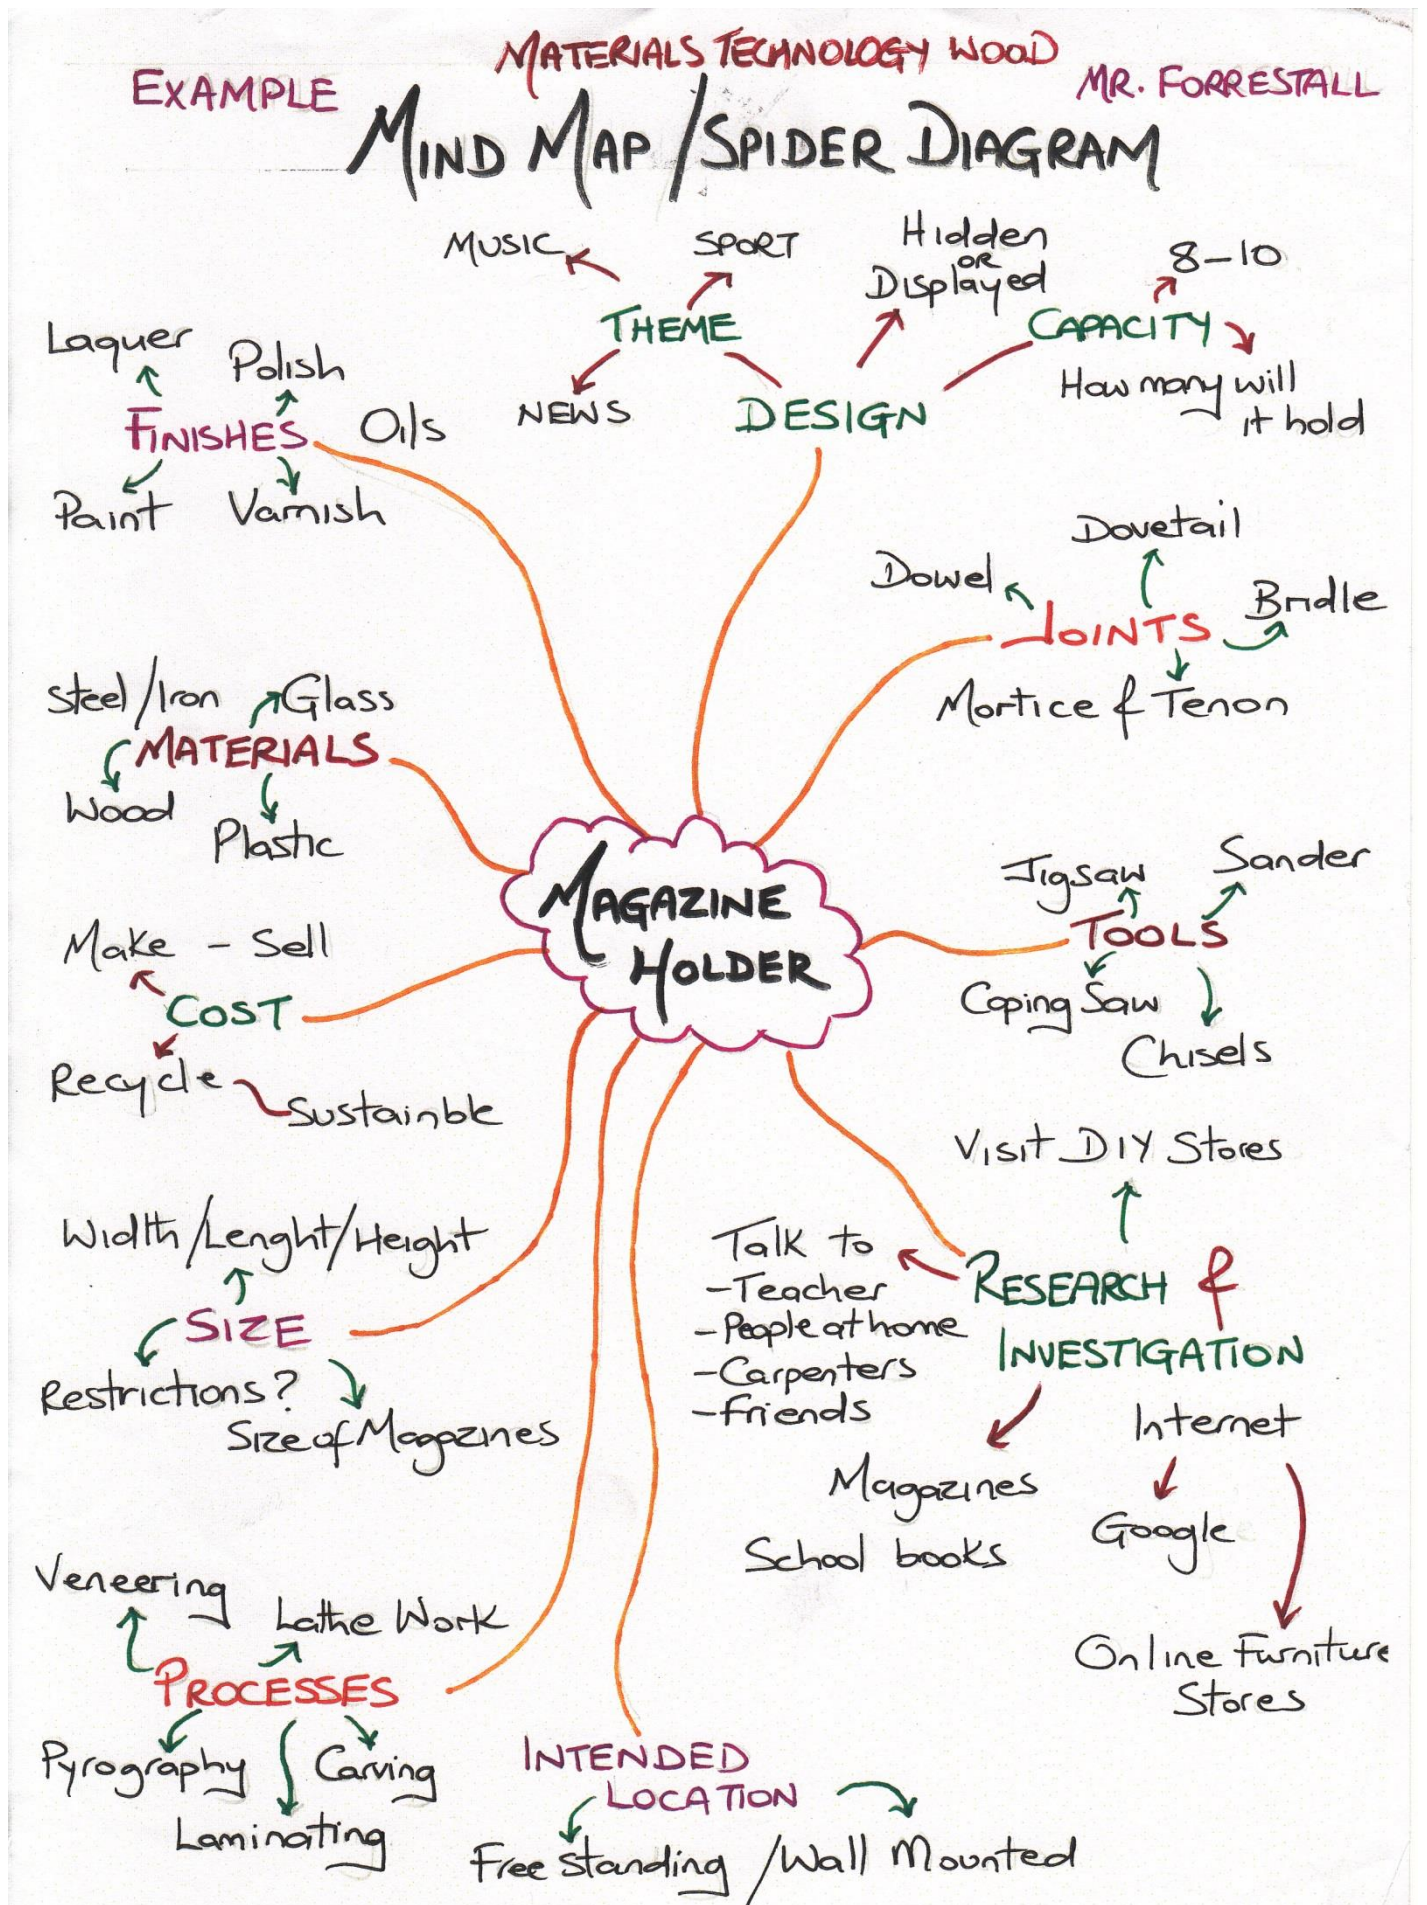 MATERIALS TECHNOLOGY WOOD
EXAMPLE
MR. FORRESTALL
MIND MAP / SPIDER DIAGRAM
MUSIC
SPORT
THEME
NEWS
Hidden
OR
Displayed
DESIGN
8-10
CAPACITY
How many will
it hold
Laquer
Polish
FINISHES
Oils
Paint
Varnish
Dovetail
Dowel
Bridle
JOINTS
Mortice & Tenon
Steel/Iron
Glass
MATERIALS
Wood
Plastic
MAGAZINE
HOLDER
Jigsaw
Sander
TOOLS
Coping Saw
Chisels
Make - Sell
COST
Recycle
Sustainble
Visit DIY Stores
Talk to
-Teacher
-People at home
-Carpenters
-Friends
RESEARCH &
INVESTIGATION
Magazines
School books
Internet
Google
Online Furniture
Stores
Width/Lenght/Height
SIZE
Restrictions?
Size of Magazines
Veneering
Lathe Work
PROCESSES
Pyrography
Carving
Laminating
INTENDED
LOCATION
Free standing / Wall Mounted